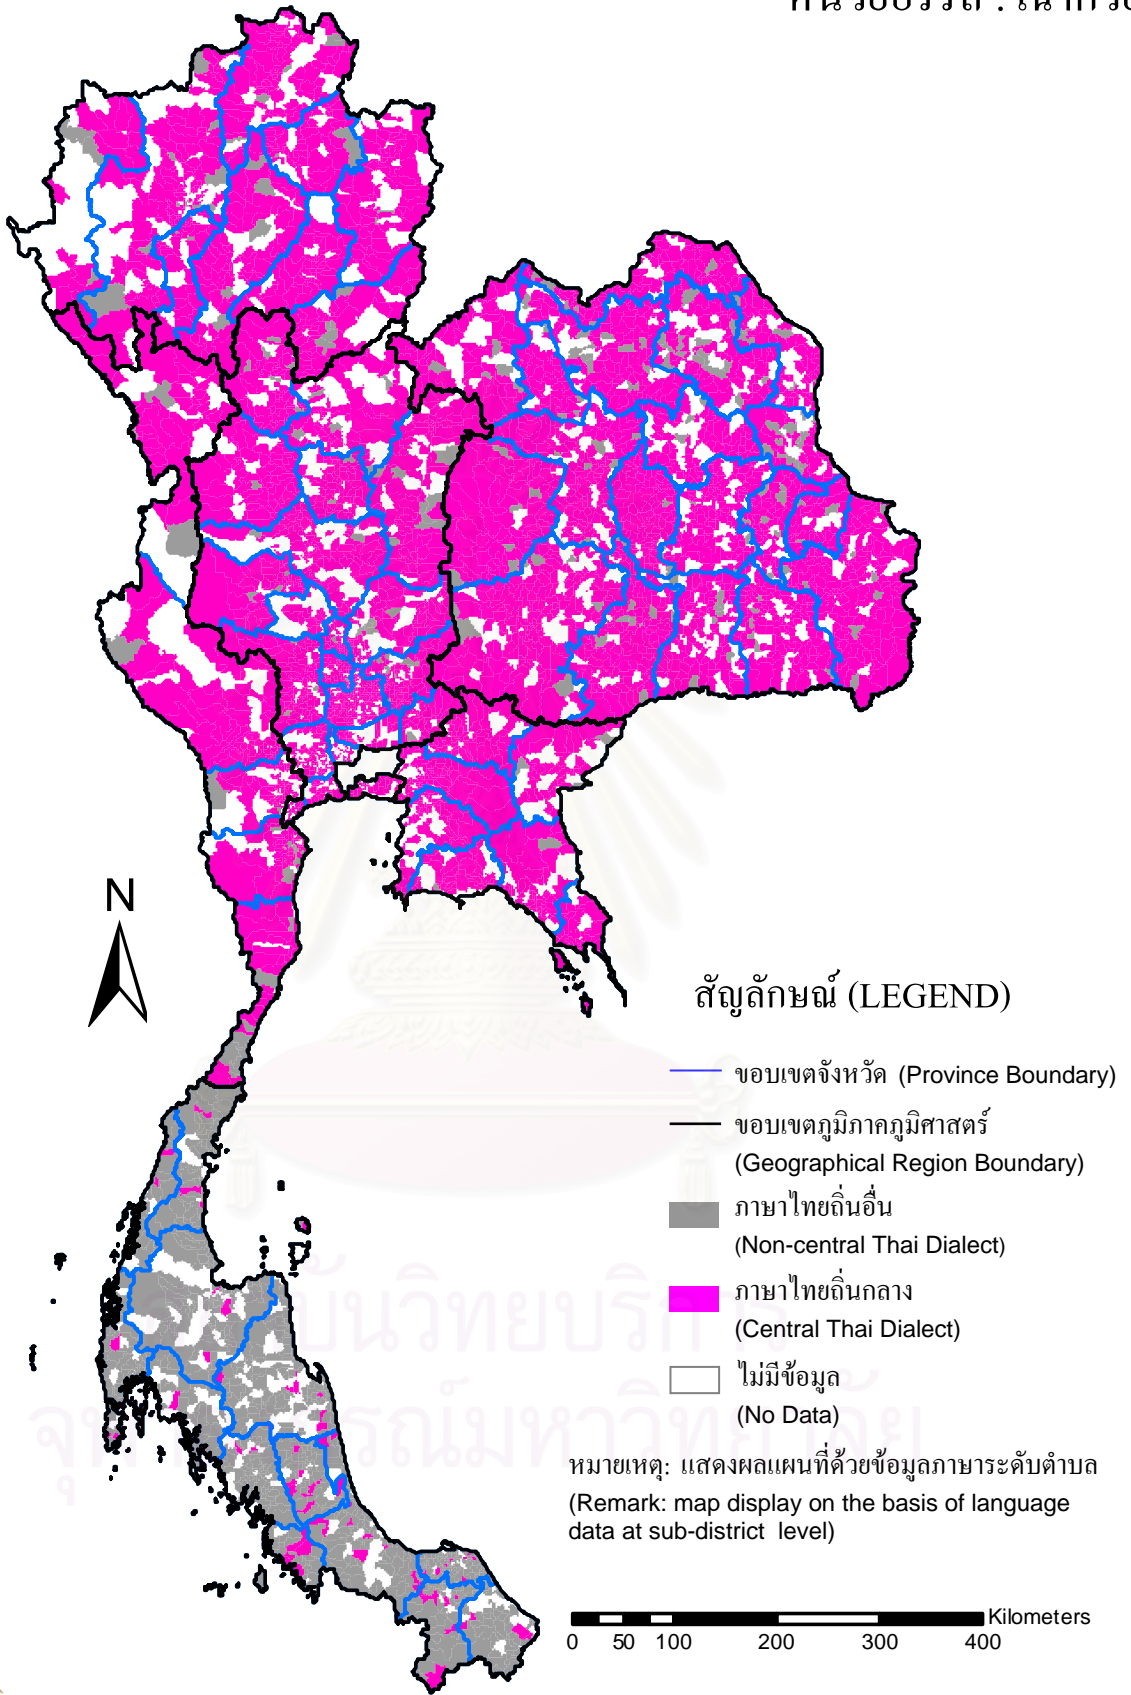 N
สัญลักษณ์ (LEGEND)
ขอบเขตจังหวัด (Province Boundary)
ขอบเขตภูมิภาคภูมิศาสตร์
(Geographical Region Boundary)
ภาษาไทยถิ่นอื่น
(Non-central Thai Dialect)
ภาษาไทยถิ่นกลาง
(Central Thai Dialect)
ไม่มีข้อมูล
(No Data)
หมายเหตุ: แสดงผลแผนที่ด้วยข้อมูลภาษาระดับตำบล
(Remark: map display on the basis of language
data at sub-district level)
Kilometers
0 50 100 200 300 400